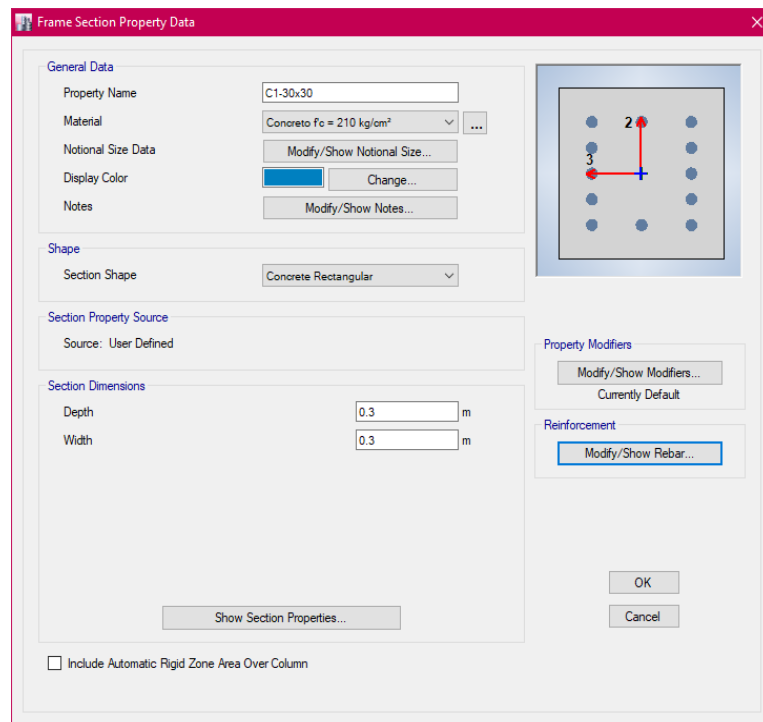 Frame Section Property Data
General Data
Property Name C1-30x30
Material Concreto f'c = 210 kg/cm² ...
Notional Size Data Modify/Show Notional Size...
Display Color Change...
Notes Modify/Show Notes...
2
3
Shape
Section Shape Concrete Rectangular
Section Property Source
Source: User Defined
Section Dimensions
Depth 0.3 m
Width 0.3 m
Show Section Properties...
Include Automatic Rigid Zone Area Over Column
Property Modifiers
Modify/Show Modifiers...
Currently Default
Reinforcement
Modify/Show Rebar...
OK
Cancel